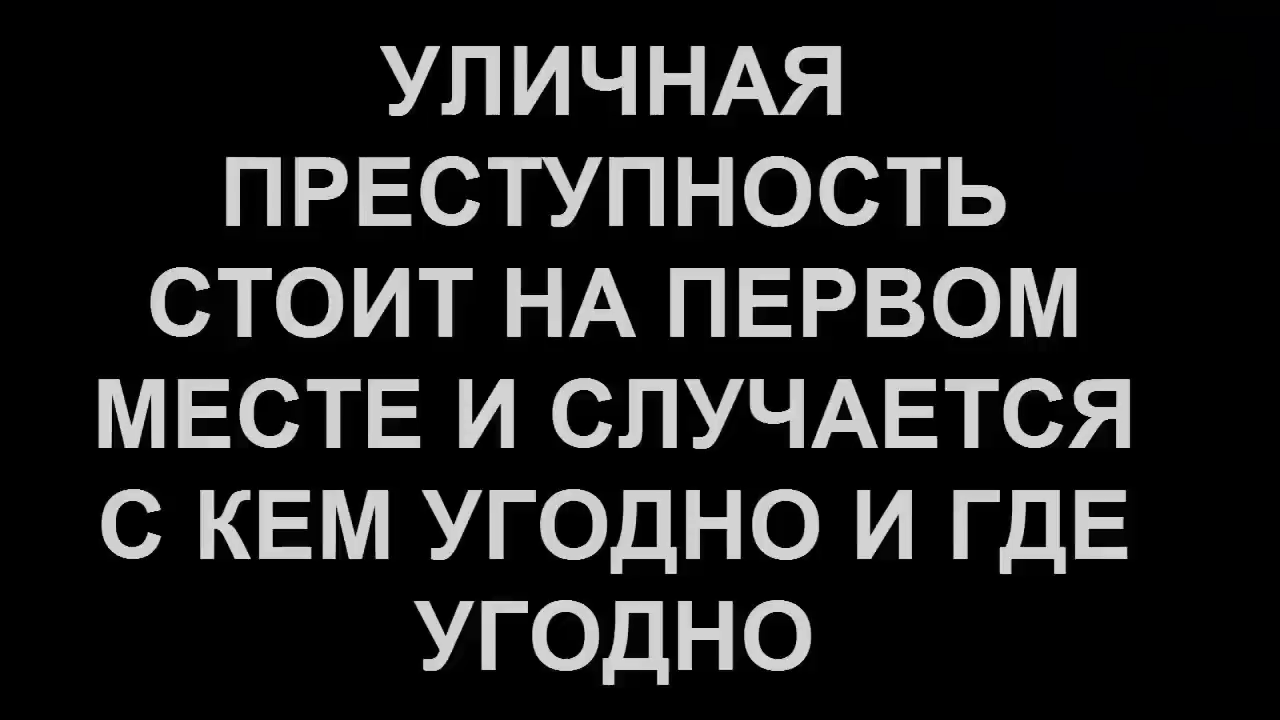 УЛИЧНАЯ
ПРЕСТУПНОСТЬ
СТОИТ НА ПЕРВОМ
МЕСТЕ И СЛУЧАЕТСЯ
С КЕМ УГОДНО И ГДЕ
УГОДНО